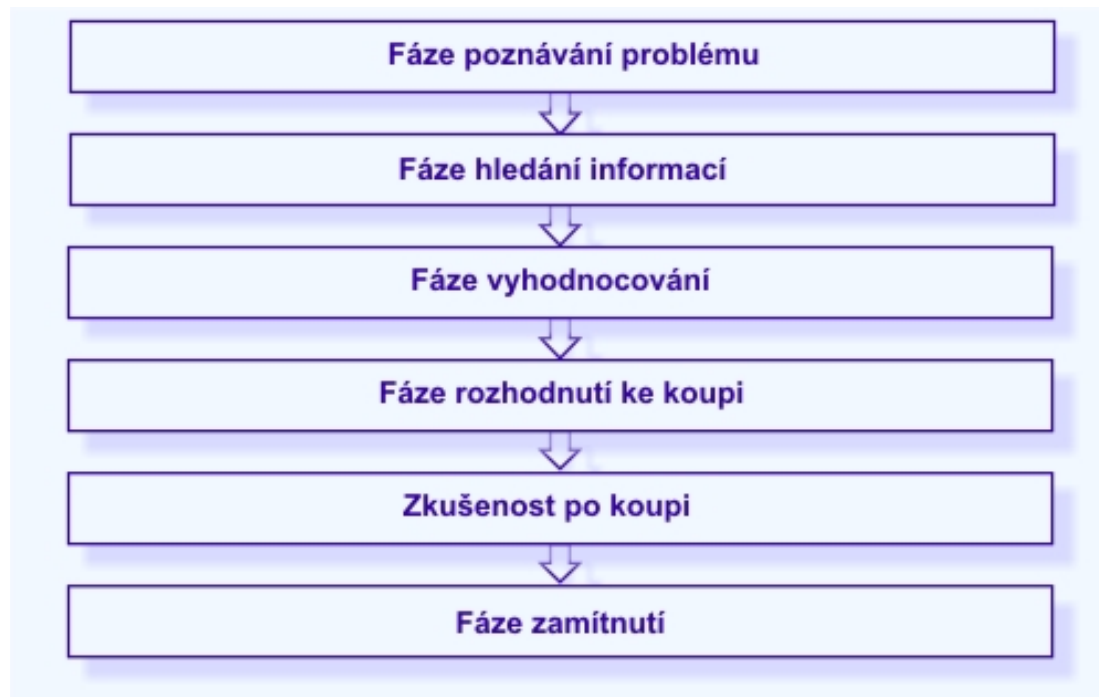 Fáze poznávání problému
Fáze hledání informací
Fáze vyhodnocování
Fáze rozhodnutí ke koupi
Zkušenost po koupi
Fáze zamítnutí